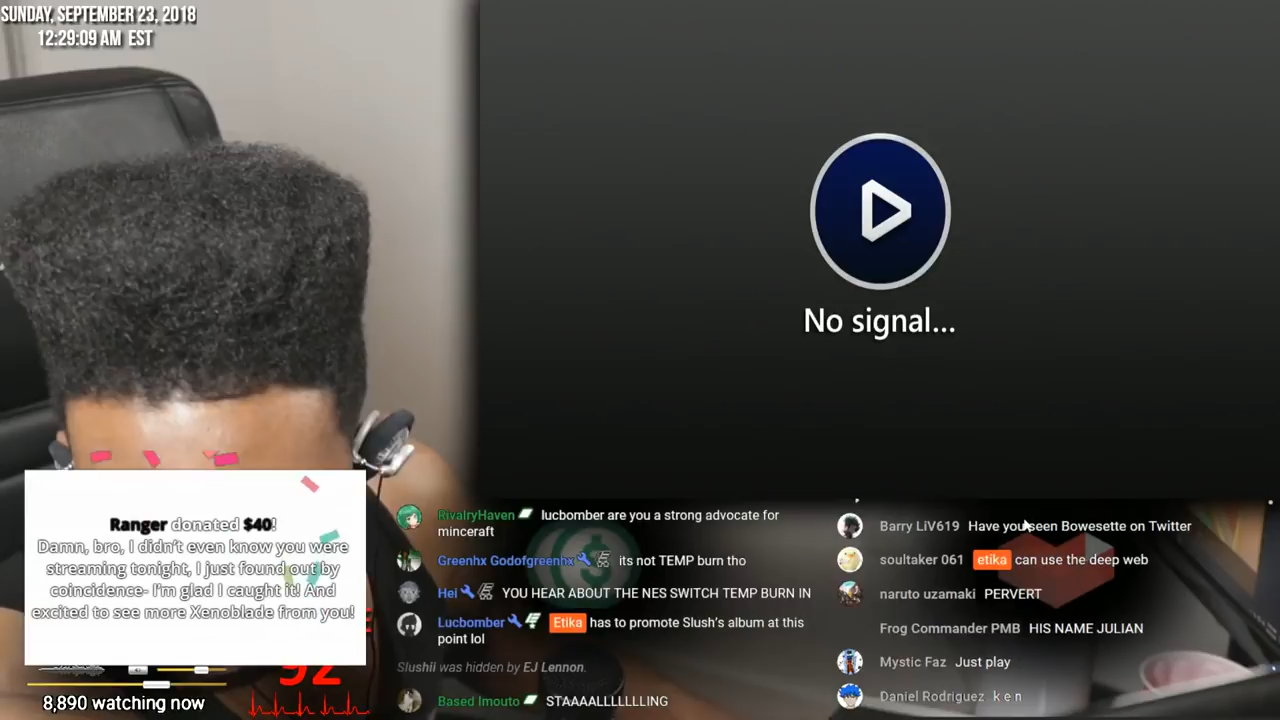 SUNDAY, SEPTEMBER 23, 2018
12:29:09 AM EST
No signal...
Ranger donated $40!
Damn, bro, I didn't even know you were
streaming tonight, I just found out by
coincidence- I'm glad I caught it! And
excited to see more Xenoblade from you!
92
8,890 watching now
RivalryHaven lucbomber are you a strong advocate for
minceraft
Greenhx Godofgreenhx its not TEMP burn tho
Hei YOU HEAR ABOUT THE NES SWITCH TEMP BURN IN
Lucbomber Etika has to promote Slush's album at this
point lol
Slushii was hidden by EJ Lennon.
Based Imouto STAAAALLLLLLLING
Barry LiV619 Have you seen Bowesette on Twitter
soultaker 061 etika can use the deep web
naruto uzamaki PERVERT
Frog Commander PMB HIS NAME JULIAN
Mystic Faz Just play
Daniel Rodriguez k e n